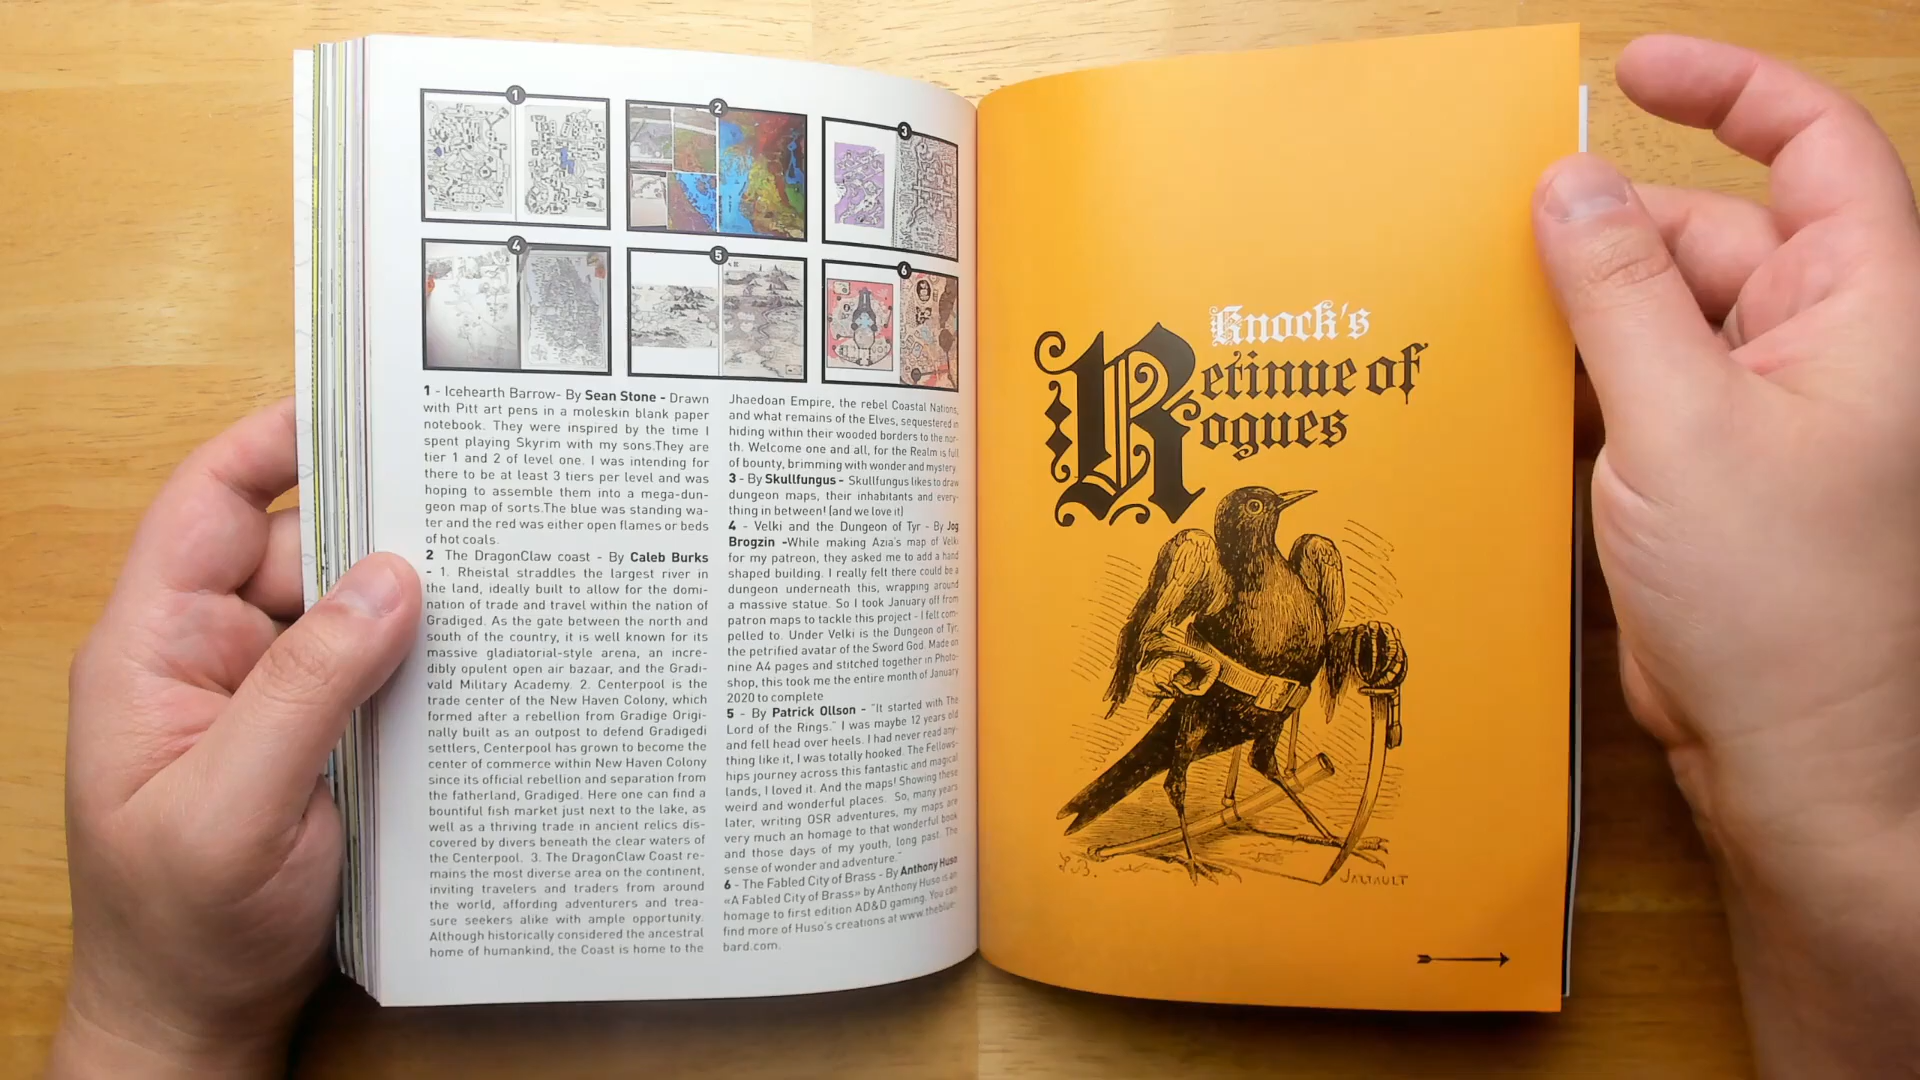 1
2
3
4
5
6
1 - Icehearth Barrow- By Sean Stone - Drawn
with Pitt art pens in a moleskin blank paper
notebook. They were inspired by the time I
spent playing Skyrim with my sons.They are
tier 1 and 2 of level one. I was intending for
there to be at least 3 tiers per level and was
hoping to assemble them into a mega-dun-
geon map of sorts.The blue was standing wa-
ter and the red was either open flames or beds
of hot coals.
2 The DragonClaw coast - By Caleb Burks
- 1. Rheistal straddles the largest river in
the land, ideally built to allow for the domi-
nation of trade and travel within the nation of
Gradiged. As the gate between the north and
south of the country, it is well known for its
massive gladiatorial-style arena, an incre-
dibly opulent open air bazaar, and the Gradi-
vald Military Academy. 2. Centerpool is the
trade center of the New Haven Colony, which
formed after a rebellion from Gradige Origi-
nally built as an outpost to defend Gradigedi
settlers, Centerpool has grown to become the
center of commerce within New Haven Colony
since its official rebellion and separation from
the fatherland, Gradiged. Here one can find a
bountiful fish market just next to the lake, as
well as a thriving trade in ancient relics dis-
covered by divers beneath the clear waters of
the Centerpool. 3. The DragonClaw Coast re-
mains the most diverse area on the continent,
inviting travelers and traders from around
the world, affording adventurers and trea-
sure seekers alike with ample opportunity.
Although historically considered the ancestral
home of humankind, the Coast is home to the
Jhaedoan Empire, the rebel Coastal Nations,
and what remains of the Elves, sequestered in
hiding within their wooded borders to the nor-
th. Welcome one and all, for the Realm is full
of bounty, brimming with wonder and mystery.
3 - By Skullfungus - Skullfungus likes to draw
dungeon maps, their inhabitants and every-
thing in between! (and we love it)
4 - Velki and the Dungeon of Tyr - By Jog
Brogzin -While making Azia's map of Velki
for my patreon, they asked me to add a hand
shaped building. I really felt there could be a
dungeon underneath this, wrapping around
a massive statue. So I took January off from
patron maps to tackle this project - I felt com-
pelled to. Under Velki is the Dungeon of Tyr,
the petrified avatar of the Sword God. Made on
nine A4 pages and stitched together in Photo-
shop, this took me the entire month of January
2020 to complete
5 - By Patrick Ollson - "It started with The
Lord of the Rings." I was maybe 12 years old
and fell head over heels. I had never read any-
thing like it, I was totally hooked. The Fellows-
hips journey across this fantastic and magical
lands, I loved it. And the maps! Showing these
weird and wonderful places. So, many years
later, writing OSR adventures, my maps are
very much an homage to that wonderful book
and those days of my youth, long past. The
sense of wonder and adventure."
6 - The Fabled City of Brass - By Anthony Huso
«A Fabled City of Brass» by Anthony Huso is an
homage to first edition AD&D gaming. You can
find more of Huso's creations at www.theblue-
bard.com.
Knock's
Retinue of
Rogues